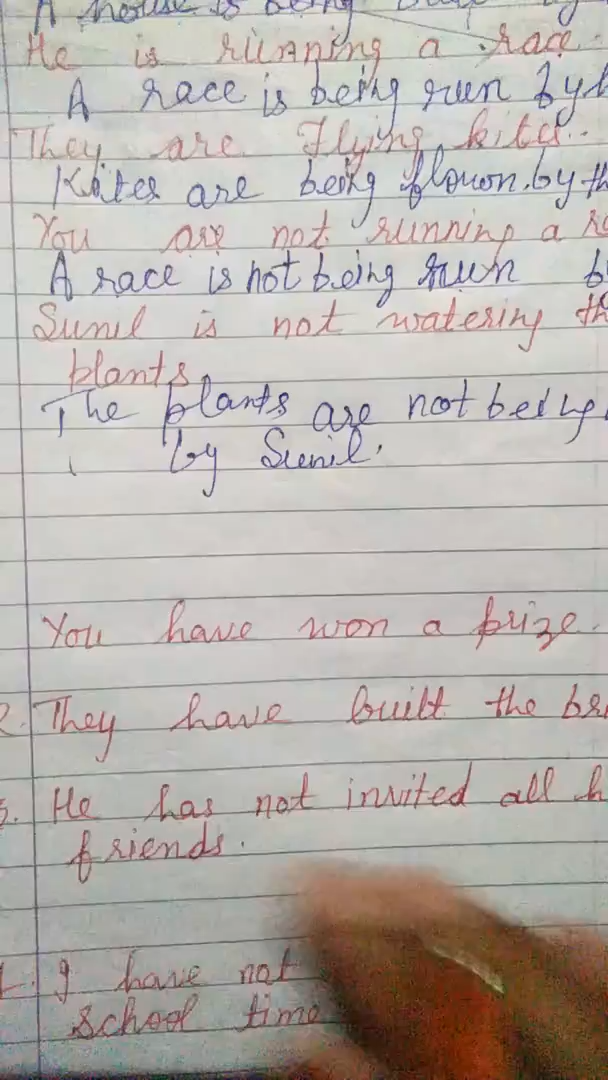 A house is being
He is running a race.
A race is being run by
They are flying kites.
Kites are being flown by
You are not running a
A race is not being run
Sunil is not watering
plants.
The plants are not being
by Sunil.
You have won a prize.
2. They have built the
3. He has not invited all
friends.
I have not
school time